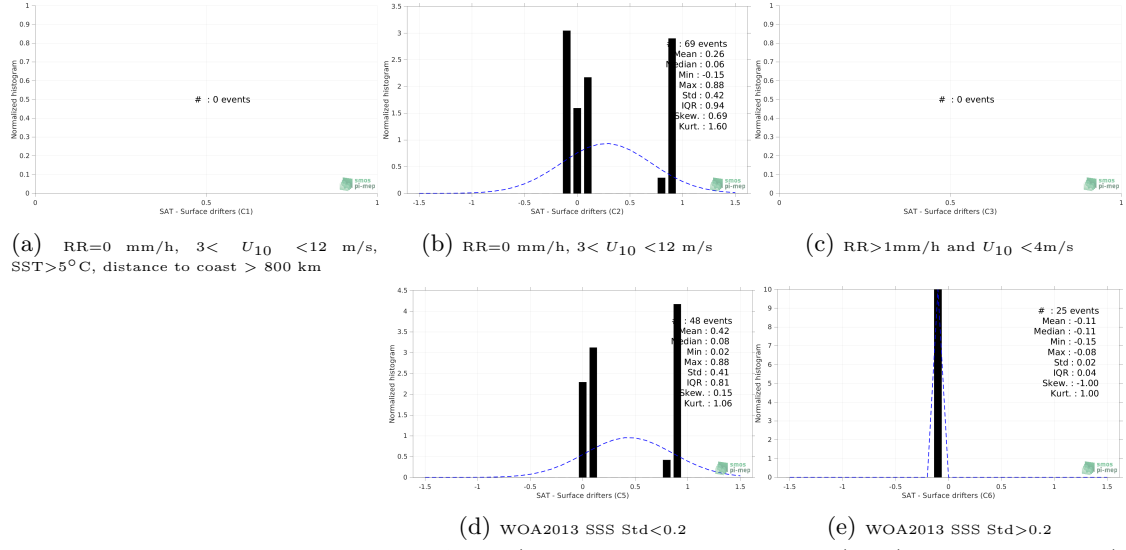 1
0.9
0.8
0.7
0.6
0.5
0.4
0.3
0.2
0.1
0
Normalized histogram
# : 0 events
smos
pi-mep
0 0.5 1
SAT - Surface drifters (C1)
(a) RR=0 mm/h, 3< U10 <12 m/s,
SST>5°C, distance to coast > 800 km
3.5
3
2.5
2
1.5
1
0.5
0
Normalized histogram
# : 69 events
Mean : 0.26
Median : 0.06
Min : -0.15
Max : 0.88
Std : 0.42
IQR : 0.94
Skew. : 0.69
Kurt. : 1.60
smos
pi-mep
-1.5 -1 -0.5 0 0.5 1 1.5
SAT - Surface drifters (C2)
(b) RR=0 mm/h, 3< U10 <12 m/s
1
0.9
0.8
0.7
0.6
0.5
0.4
0.3
0.2
0.1
0
Normalized histogram
# : 0 events
smos
pi-mep
0 0.5 1
SAT - Surface drifters (C3)
(c) RR>1mm/h and U10 <4m/s
4.5
4
3.5
3
2.5
2
1.5
1
0.5
0
Normalized histogram
# : 48 events
Mean : 0.42
Median : 0.08
Min : 0.02
Max : 0.88
Std : 0.41
IQR : 0.81
Skew. : 0.15
Kurt. : 1.06
smos
pi-mep
-1.5 -1 -0.5 0 0.5 1 1.5
SAT - Surface drifters (C5)
(d) WOA2013 SSS Std<0.2
10
9
8
7
6
5
4
3
2
1
0
Normalized histogram
# : 25 events
Mean : -0.11
Median : -0.11
Min : -0.15
Max : -0.08
Std : 0.02
IQR : 0.04
Skew. : -1.00
Kurt. : 1.00
smos
pi-mep
-1.5 -1 -0.5 0 0.5 1 1.5
SAT - Surface drifters (C6)
(e) WOA2013 SSS Std>0.2